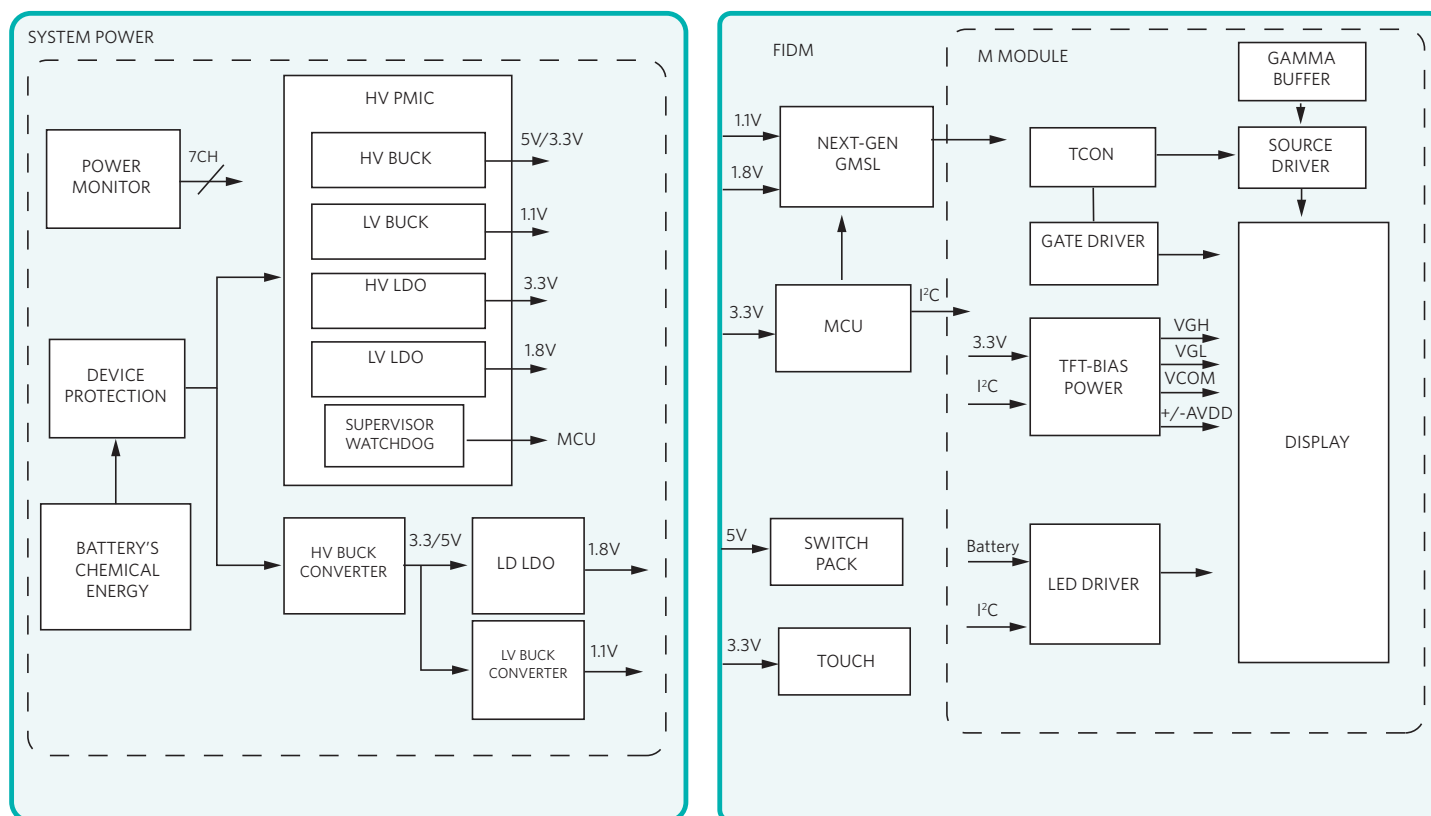 SYSTEM POWER
POWER
MONITOR
7CH
HV PMIC
HV BUCK
5V/3.3V
LV BUCK
1.1V
HV LDO
3.3V
LV LDO
1.8V
SUPERVISOR
WATCHDOG
MCU
DEVICE
PROTECTION
BATTERY'S
CHEMICAL
ENERGY
HV BUCK
CONVERTER
3.3/5V
LD LDO
1.8V
LV BUCK
CONVERTER
1.1V
FIDM
1.1V
1.8V
NEXT-GEN
GMSL
3.3V
MCU
I²C
5V
SWITCH
PACK
3.3V
TOUCH
M MODULE
GAMMA
BUFFER
TCON
SOURCE
DRIVER
GATE DRIVER
3.3V
I²C
TFT-BIAS
POWER
VGH
VGL
VCOM
+/-AVDD
DISPLAY
Battery
I²C
LED DRIVER